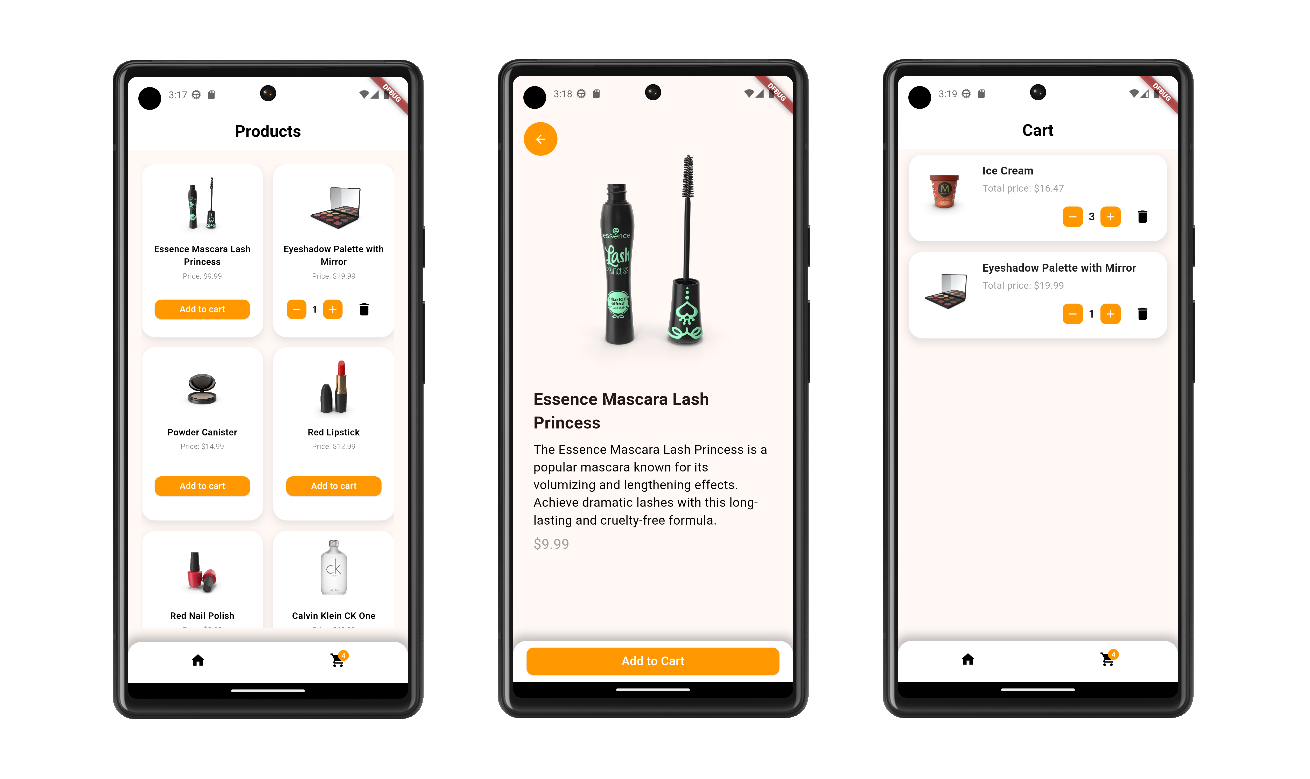 3:17
DEBUG
Products
Essence Mascara Lash
Princess
Price: $9.99
Add to cart
Eyeshadow Palette with
Mirror
Price: $19.99
1
Powder Canister
Price: $14.99
Add to cart
Red Lipstick
Price: $12.99
Add to cart
Red Nail Polish
ck
Calvin Klein CK One
4
3:18
DEBUG
essence
Lash
PRINCESS
Essence Mascara Lash
Princess
The Essence Mascara Lash Princess is a
popular mascara known for its
volumizing and lengthening effects.
Achieve dramatic lashes with this long-
lasting and cruelty-free formula.
$9.99
Add to Cart
3:19
DEBUG
Cart
M
Ice Cream
Total price: $16.47
3
Eyeshadow Palette with Mirror
Total price: $19.99
1
4